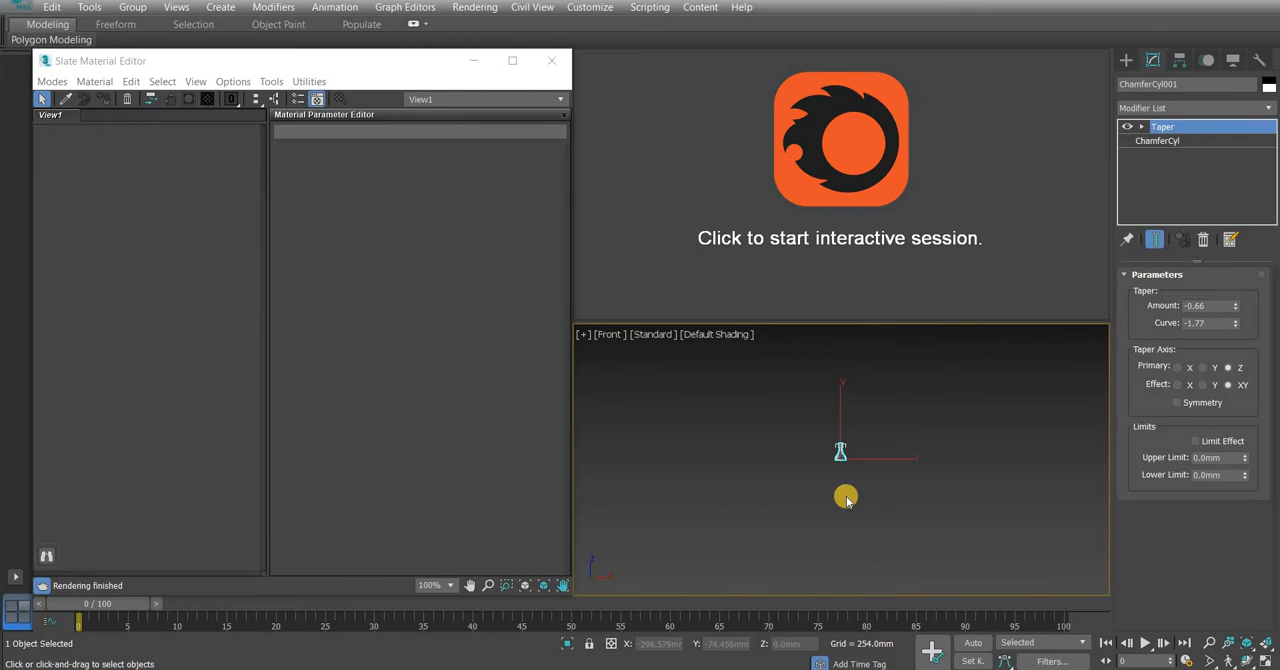 Edit Tools Group Views Create Modifiers Animation Graph Editors Rendering Civil View Customize Scripting Content Help
Modeling Freeform Selection Object Paint Populate
Polygon Modeling
Slate Material Editor
Modes Material Edit Select View Options Tools Utilities
View1
View1
Material Parameter Editor
Rendering finished
100%
Click to start interactive session.
[+] [Front ] [Standard ] [Default Shading ]
Y
Z
ChamferCyl001
Modifier List
Taper
ChamferCyl
Parameters
Taper:
Amount: -0.66
Curve: -1.77
Taper Axis:
Primary: X Y Z
Effect: X Y XY
Symmetry
Limits
Limit Effect
Upper Limit: 0.0mm
Lower Limit: 0.0mm
0 / 100
0 5 10 15 20 25 30 35 40 45 50 55 60 65 70 75 80 85 90 95 100
1 Object Selected
X: -296.579mm Y: -74.456mm Z: 0.0mm Grid = 254.0mm
Auto Selected
Click or click-and-drag to select objects
Add Time Tag
Set K. Filters...
0